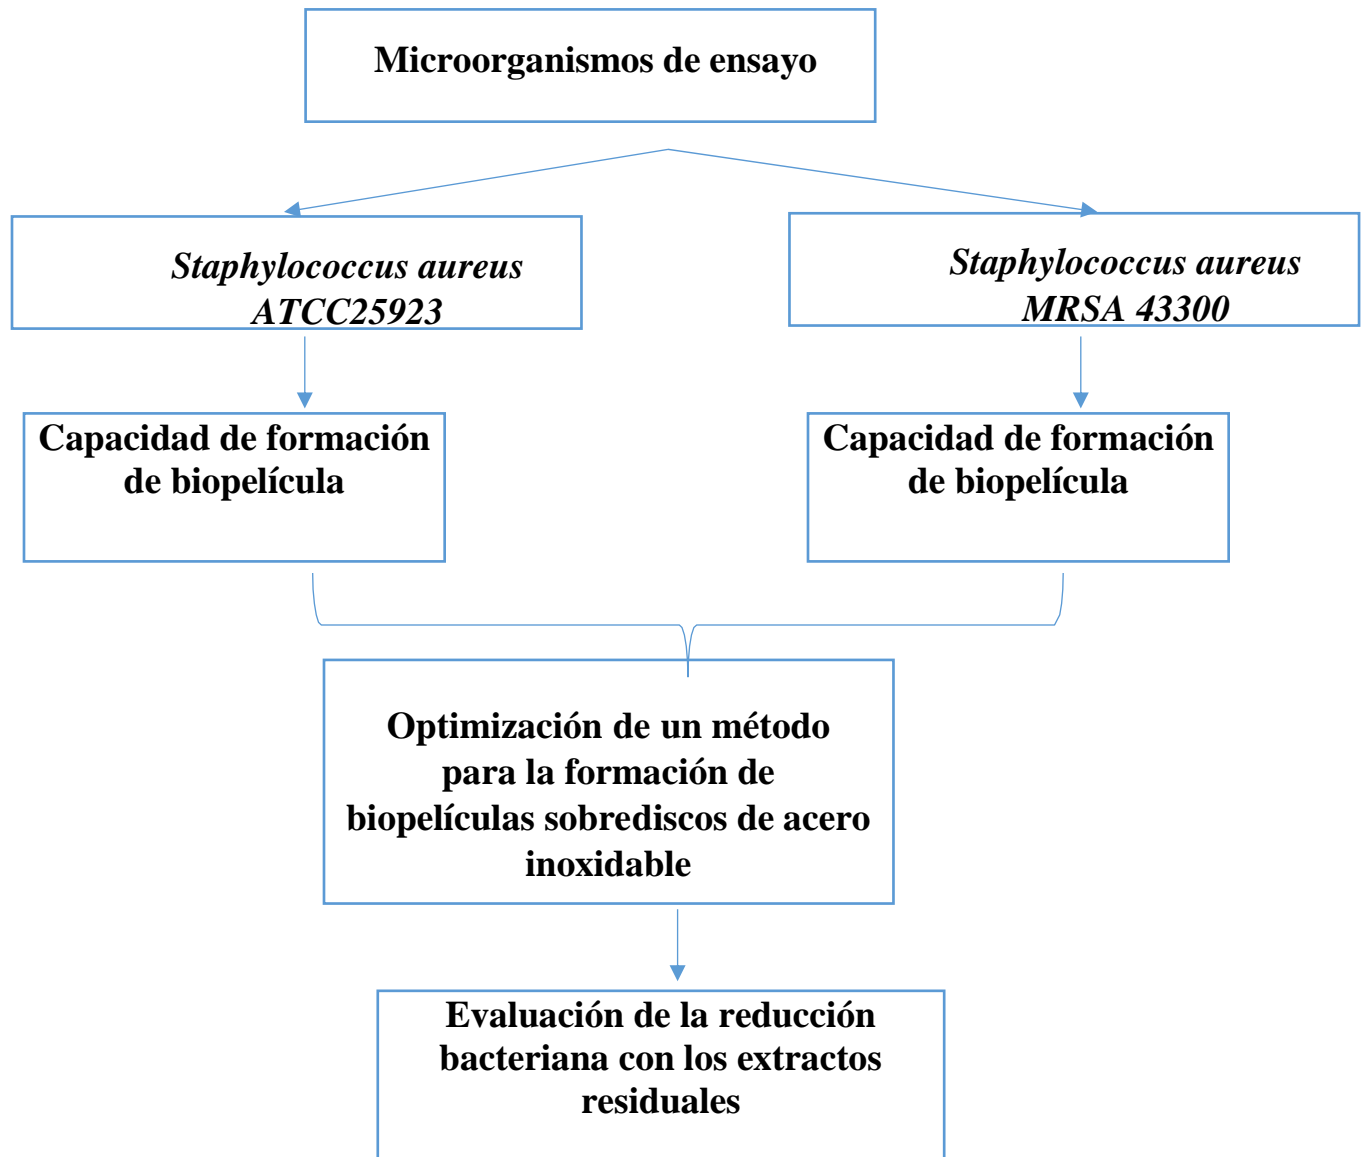 Microorganismos de ensayo
Staphylococcus aureus
ATCC25923
Staphylococcus aureus
MRSA 43300
Capacidad de formación
de biopelícula
Capacidad de formación
de biopelícula
Optimización de un método
para la formación de
biopelículas sobrediscos de acero
inoxidable
Evaluación de la reducción
bacteriana con los extractos
residuales